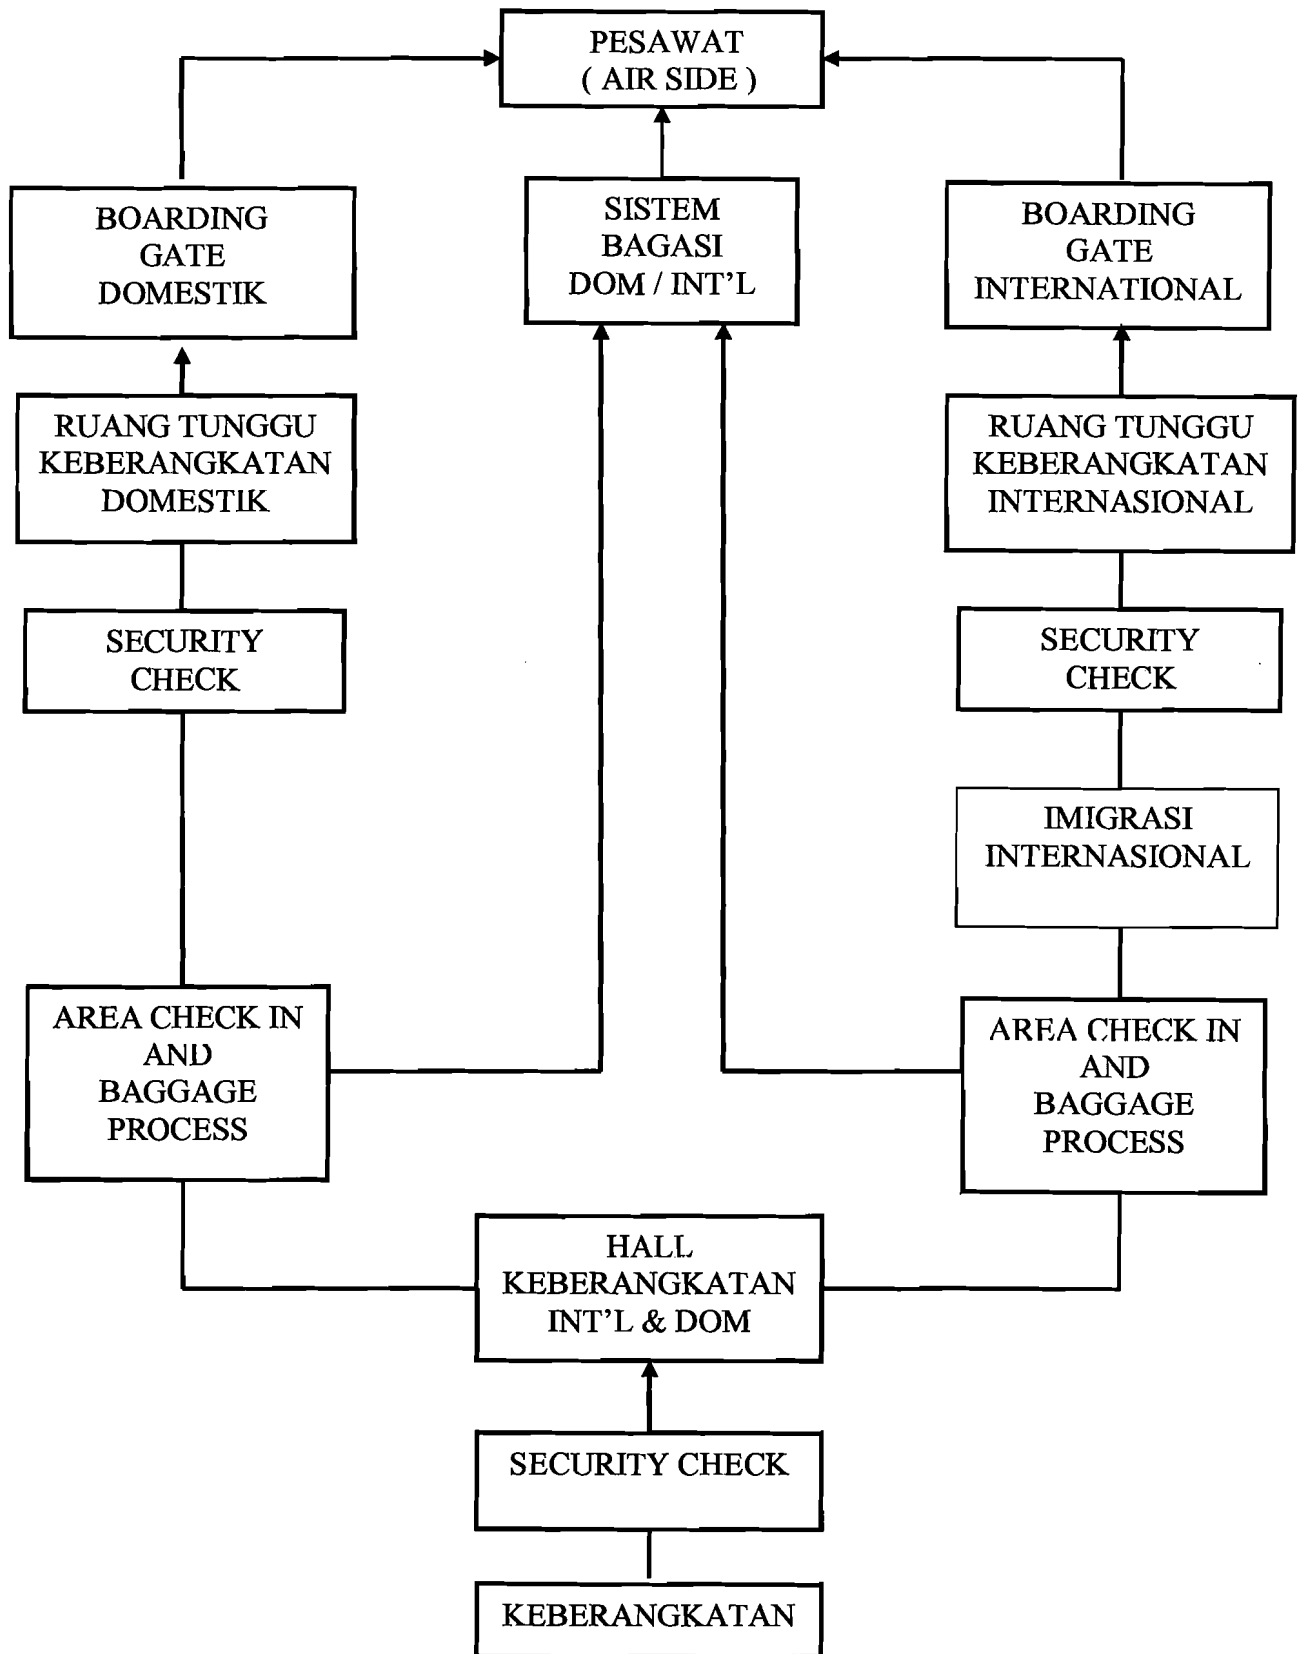 PESAWAT
( AIR SIDE )
BOARDING
GATE
DOMESTIK
SISTEM
BAGASI
DOM / INT'L
BOARDING
GATE
INTERNATIONAL
RUANG TUNGGU
KEBERANGKATAN
DOMESTIK
RUANG TUNGGU
KEBERANGKATAN
INTERNASIONAL
SECURITY
CHECK
SECURITY
CHECK
IMIGRASI
INTERNASIONAL
AREA CHECK IN
AND
BAGGAGE
PROCESS
AREA CHECK IN
AND
BAGGAGE
PROCESS
HALL
KEBERANGKATAN
INT'L & DOM
SECURITY CHECK
KEBERANGKATAN